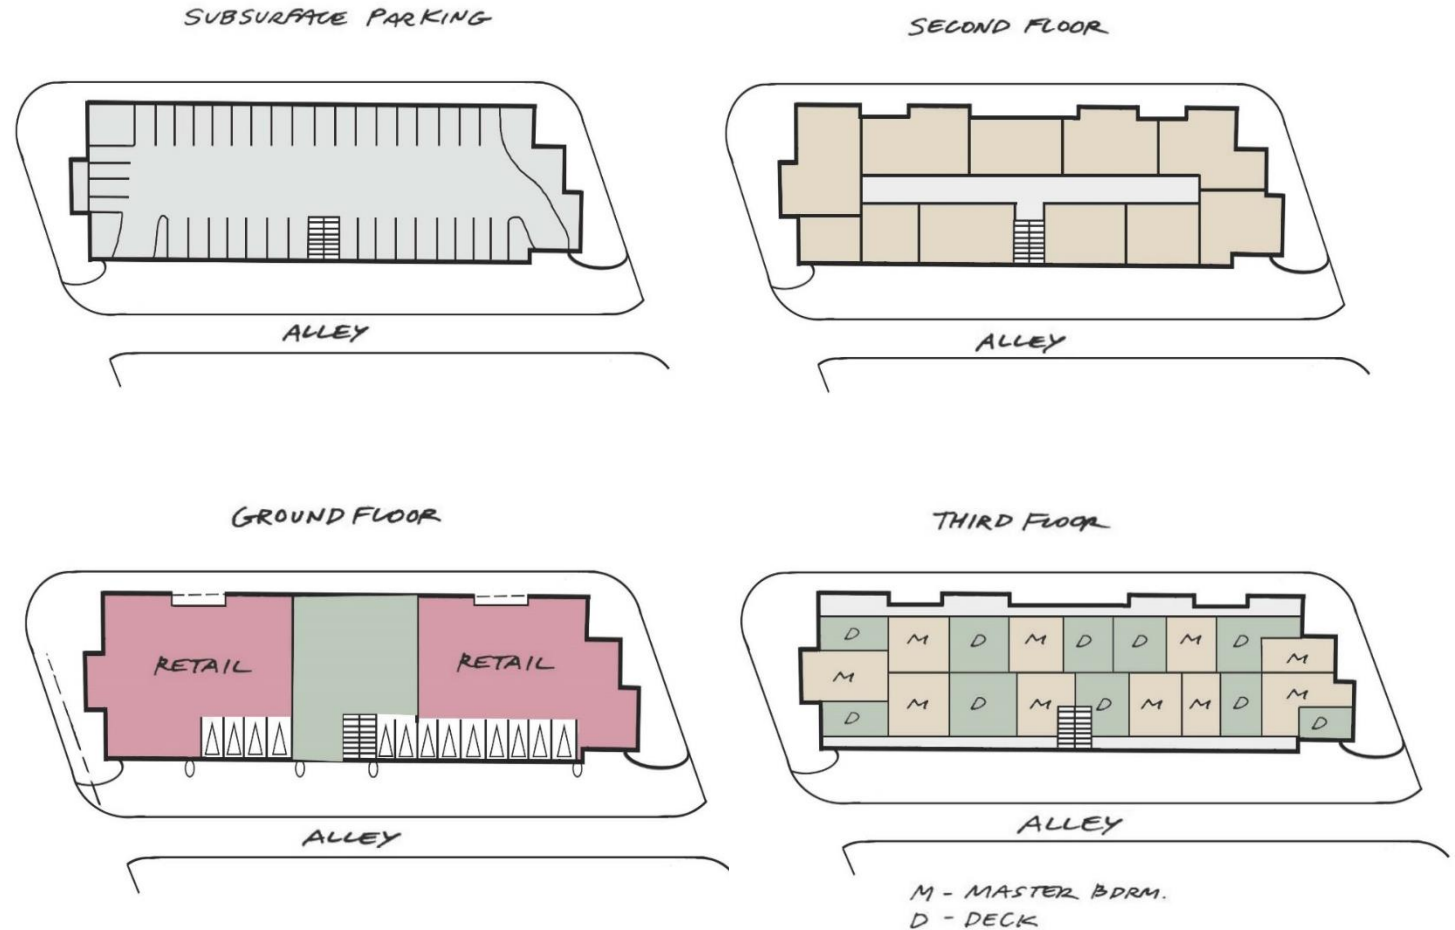 SUBSURFACE PARKING
ALLEY
SECOND FLOOR
ALLEY
GROUND FLOOR
RETAIL
RETAIL
ALLEY
THIRD FLOOR
D M D M D D M D M
M
D M D M D M M D M D
ALLEY
M - MASTER BDRM.
D - DECK